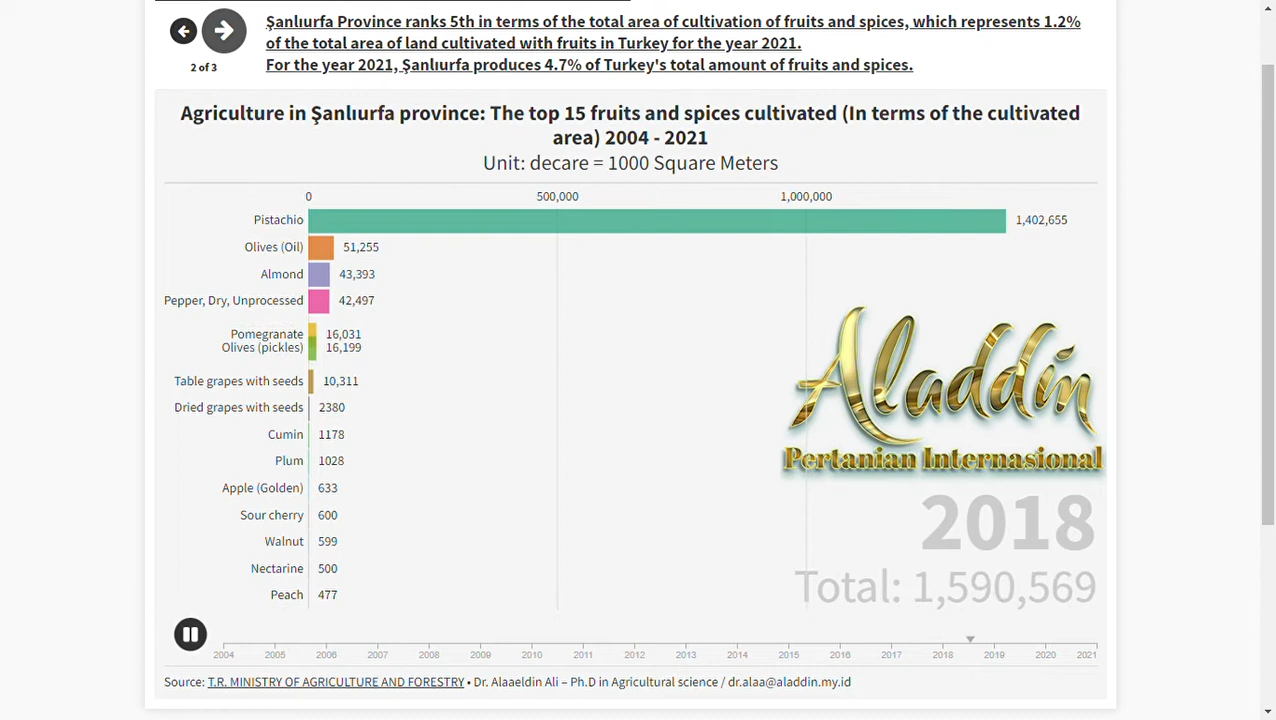 Şanlıurfa Province ranks 5th in terms of the total area of cultivation of fruits and spices, which represents 1.2%
of the total area of land cultivated with fruits in Turkey for the year 2021.
For the year 2021, Şanlıurfa produces 4.7% of Turkey's total amount of fruits and spices.
2 of 3
Agriculture in Şanlıurfa province: The top 15 fruits and spices cultivated (In terms of the cultivated
area) 2004 - 2021
Unit: decare = 1000 Square Meters
0 500,000 1,000,000
Pistachio 1,402,655
Olives (Oil) 51,255
Almond 43,393
Pepper, Dry, Unprocessed 42,497
Pomegranate 16,031
Olives (pickles) 16,199
Table grapes with seeds 10,311
Dried grapes with seeds 2380
Cumin 1178
Plum 1028
Apple (Golden) 633
Sour cherry 600
Walnut 599
Nectarine 500
Peach 477
Aladdin
Pertanian Internasional
2018
Total: 1,590,569
2004 2005 2006 2007 2008 2009 2010 2011 2012 2013 2014 2015 2016 2017 2018 2019 2020 2021
Source: T.R. MINISTRY OF AGRICULTURE AND FORESTRY • Dr. Alaaeldin Ali – Ph.D in Agricultural science / dr.alaa@aladdin.my.id